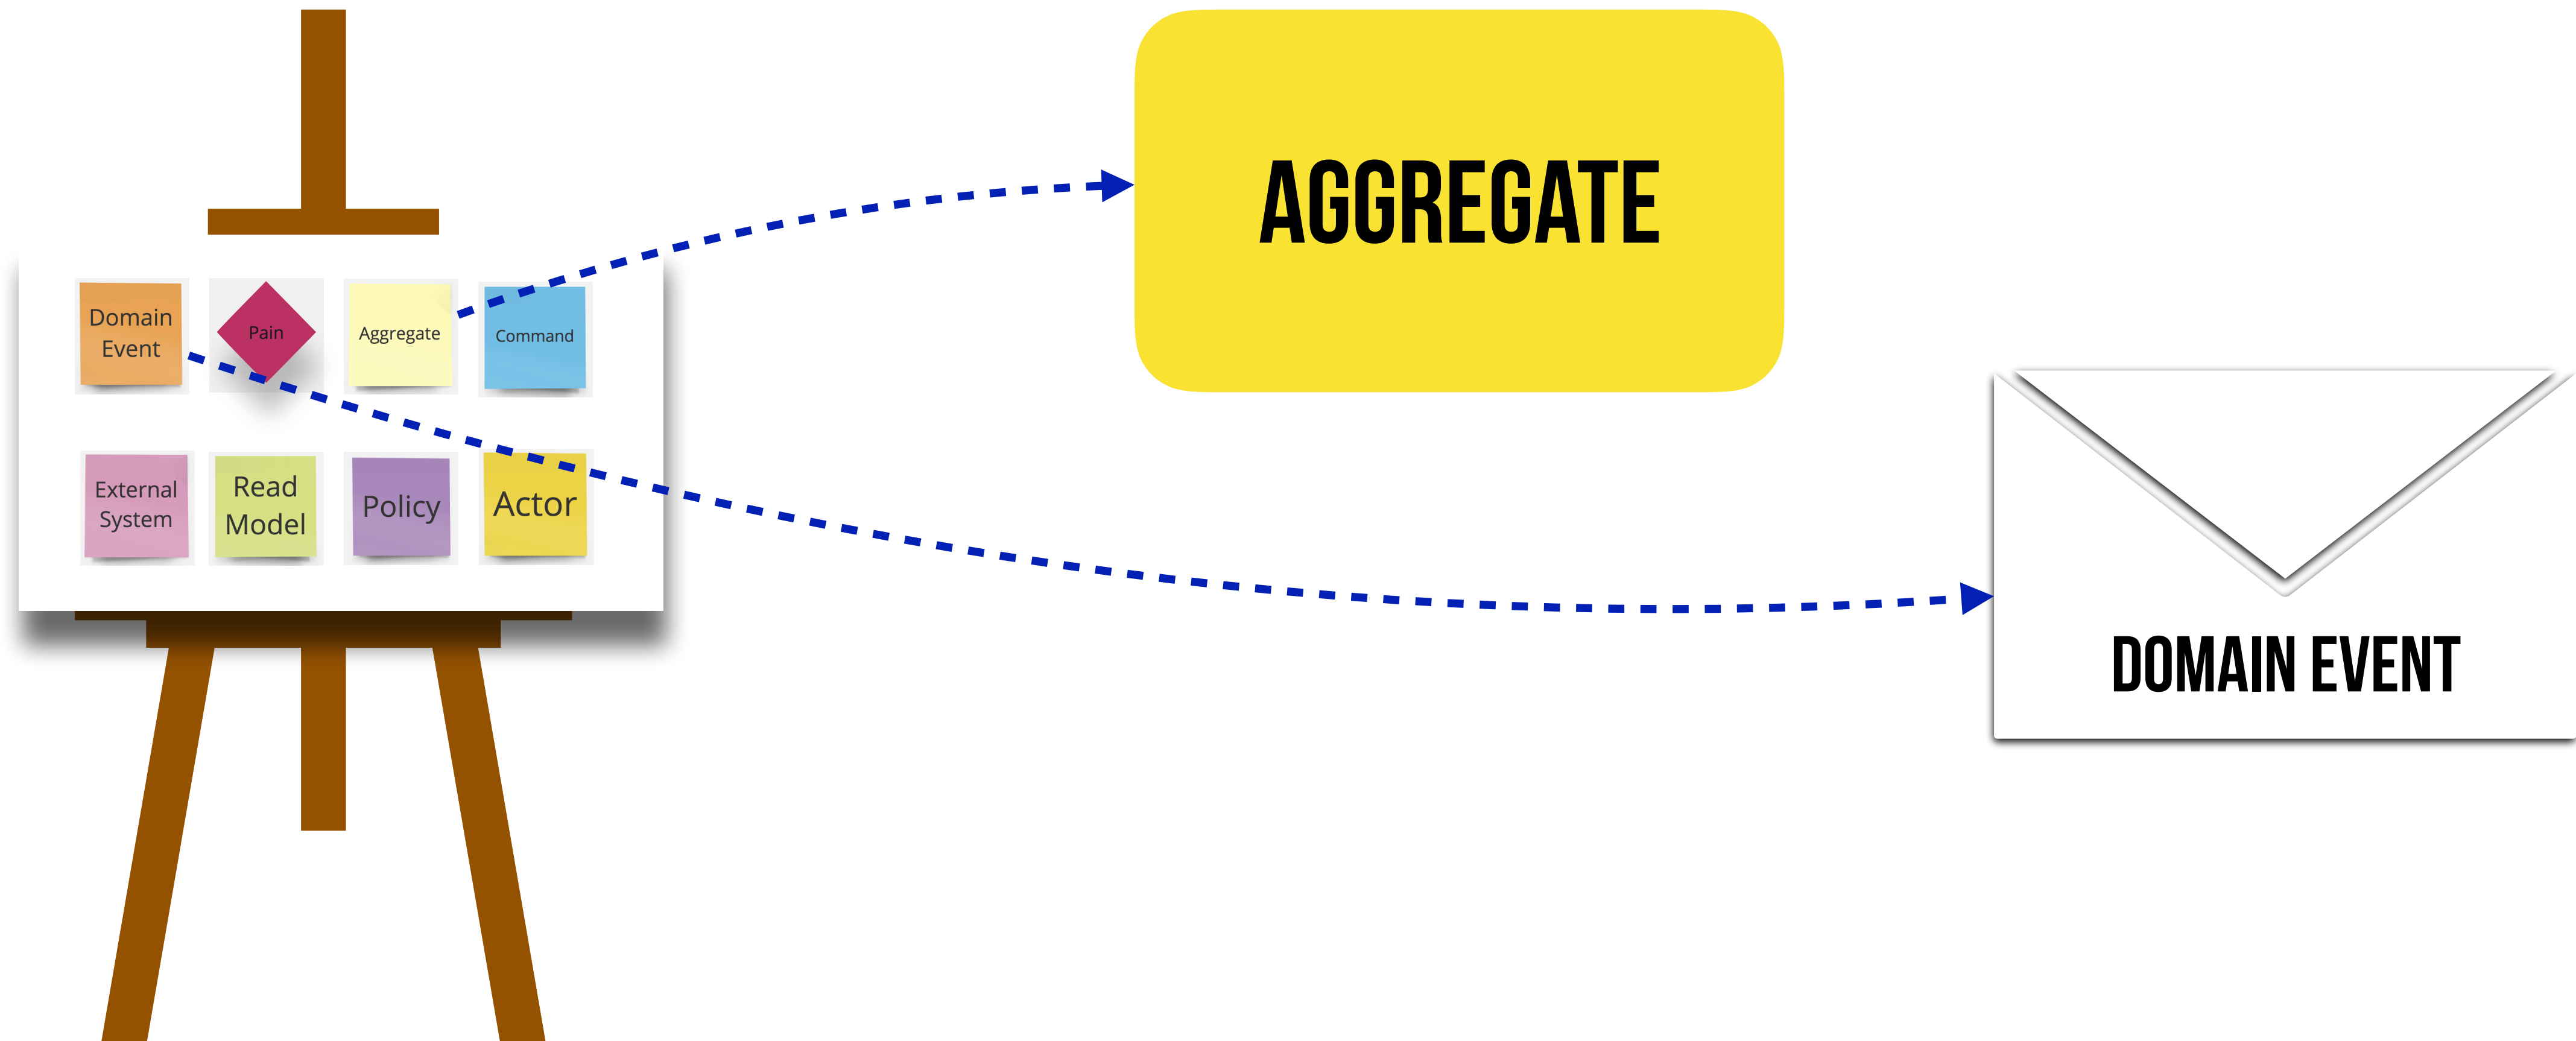 AGGREGATE
Domain
Event
Pain
Aggregate
Command
External
System
Read
Model
Policy
Actor
DOMAIN EVENT